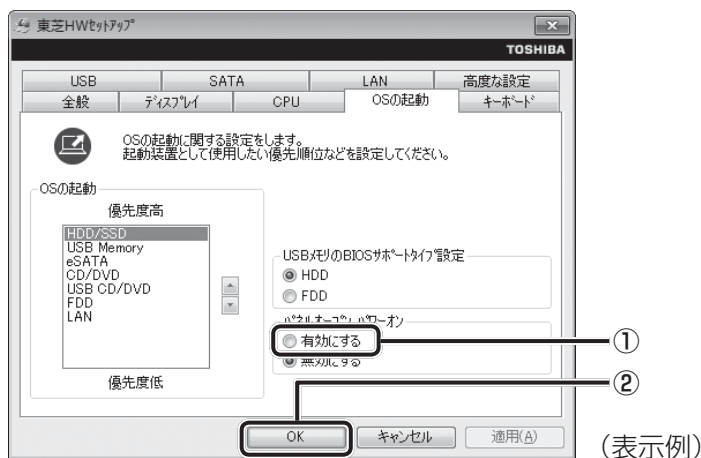 東芝HWｾｯﾄｱｯﾌﾟ
TOSHIBA
USB SATA LAN 高度な設定
全般 ﾃﾞｨｽﾌﾟﾚｲ CPU OSの起動 ｷｰﾎﾞｰﾄﾞ
OSの起動に関する設定をします。
起動装置として使用したい優先順位などを設定してください。
OSの起動
優先度高
HDD/SSD
USB Memory
eSATA
CD/DVD
USB CD/DVD
FDD
LAN
優先度低
USBﾒﾓﾘのBIOSｻﾎﾟｰﾄﾀｲﾌﾟ設定
HDD
FDD
ﾊﾟﾈﾙｵｰﾌﾟﾝ ﾊﾟﾜｰｵﾝ
有効にする
①
無効にする
②
OK キャンセル 適用(A)
（表示例）